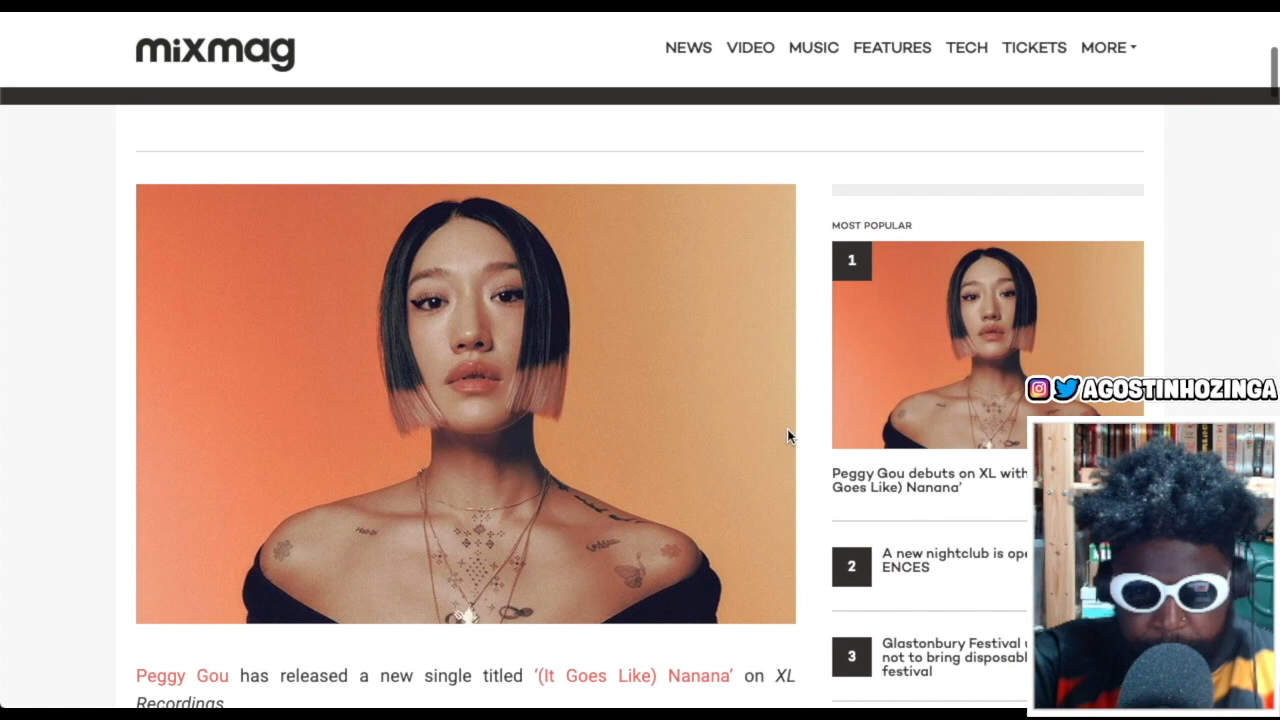 mixmag
NEWS VIDEO MUSIC FEATURES TECH TICKETS MORE
MOST POPULAR
1
AGOSTINHOZINGA
Peggy Gou debuts on XL with
Goes Like) Nanana’
2
A new nightclub is ope
ENCES
3
Glastonbury Festival
not to bring disposabl
festival
Peggy Gou has released a new single titled ‘(It Goes Like) Nanana’ on XL
Recordings